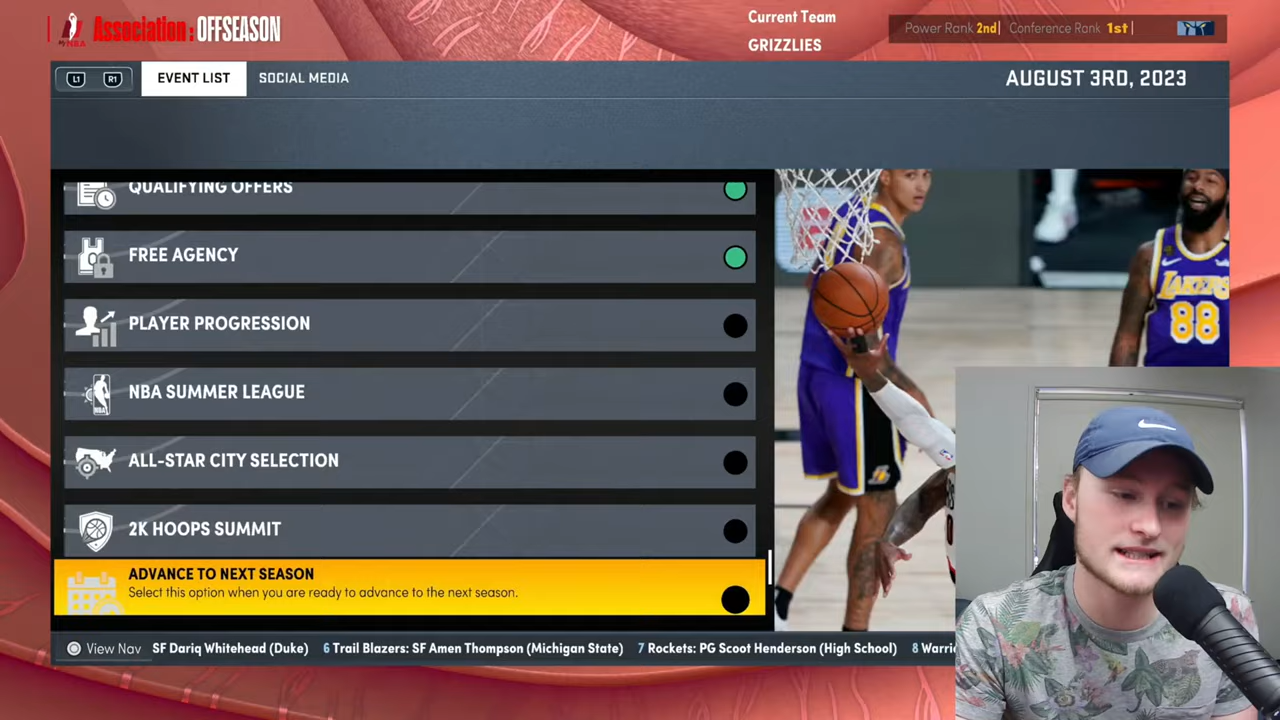 MyNBA Association: OFFSEASON
Current Team
GRIZZLIES
Power Rank 2nd| Conference Rank 1st|
L1 R1 EVENT LIST SOCIAL MEDIA
AUGUST 3RD, 2023
QUALIFYING OFFERS
FREE AGENCY
PLAYER PROGRESSION
NBA SUMMER LEAGUE
ALL-STAR CITY SELECTION
2K HOOPS SUMMIT
ADVANCE TO NEXT SEASON
Select this option when you are ready to advance to the next season.
View Nav SF Dariq Whitehead (Duke) 6 Trail Blazers: SF Amen Thompson (Michigan State) 7 Rockets: PG Scoot Henderson (High School) 8 Warri
LAKERS
88